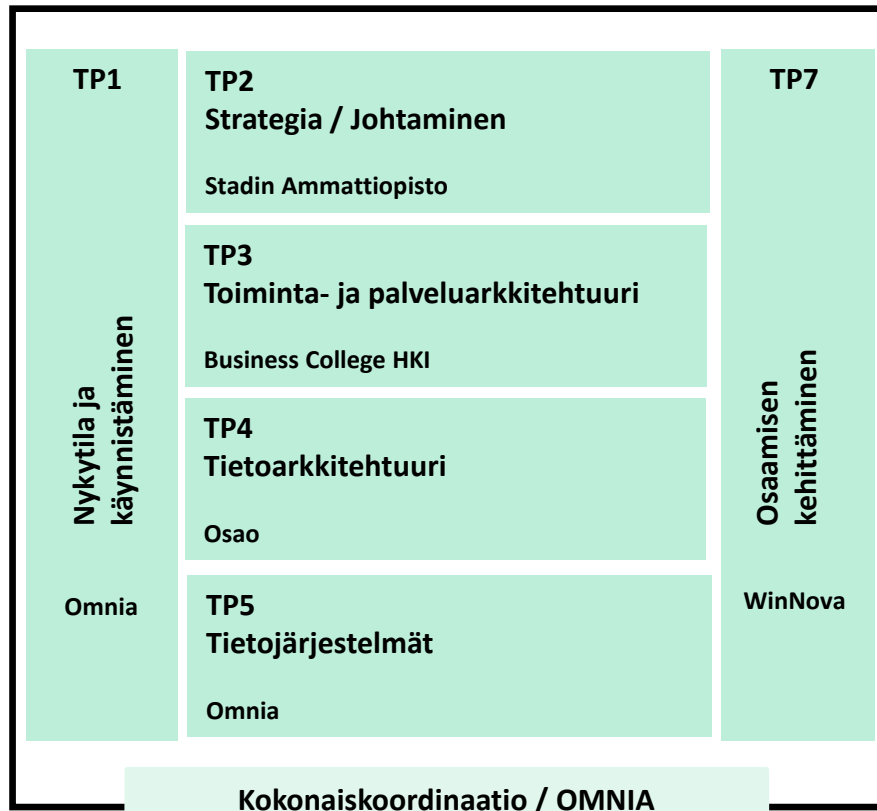 TP1
Nykytila ja
käynnistäminen
Omnia
TP2
Strategia / Johtaminen
Stadin Ammattiopisto
TP3
Toiminta- ja palveluarkkitehtuuri
Business College HKI
TP4
Tietoarkkitehtuuri
Osao
TP5
Tietojärjestelmät
Omnia
TP7
Osaamisen
kehittäminen
WinNova
Kokonaiskoordinaatio / OMNIA